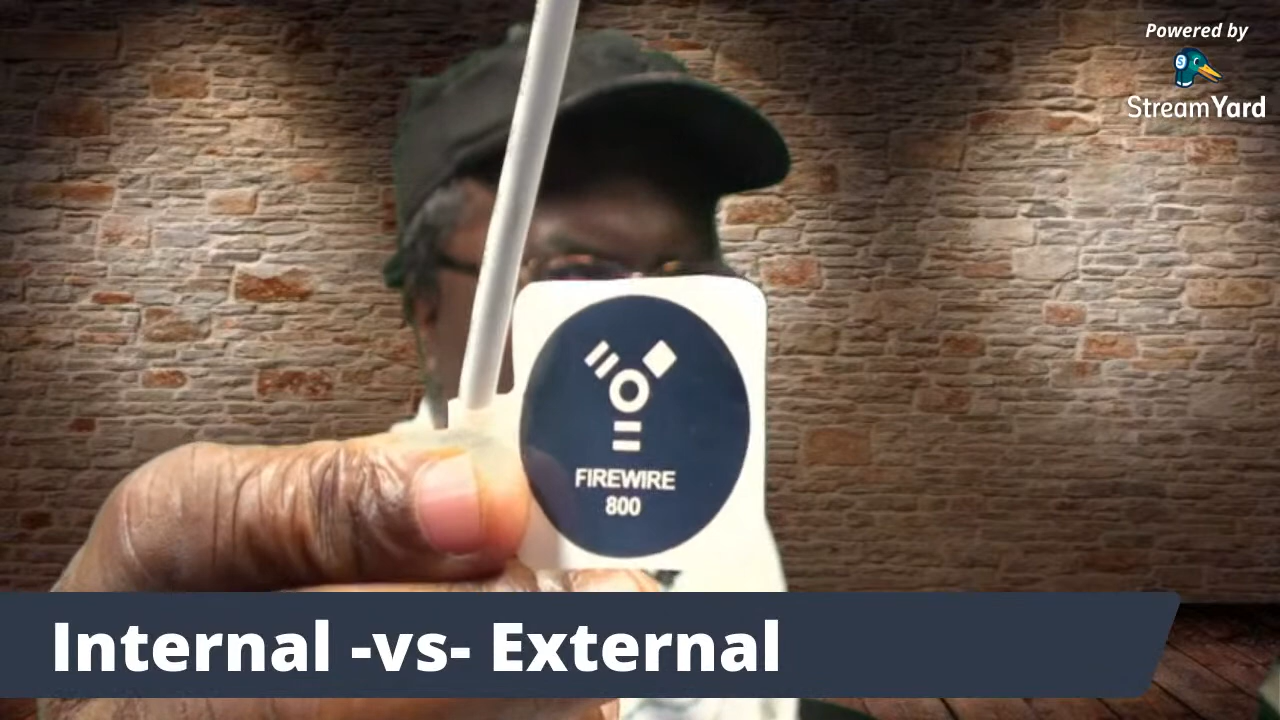 Powered by
StreamYard
FIREWIRE
800
Internal -vs- External